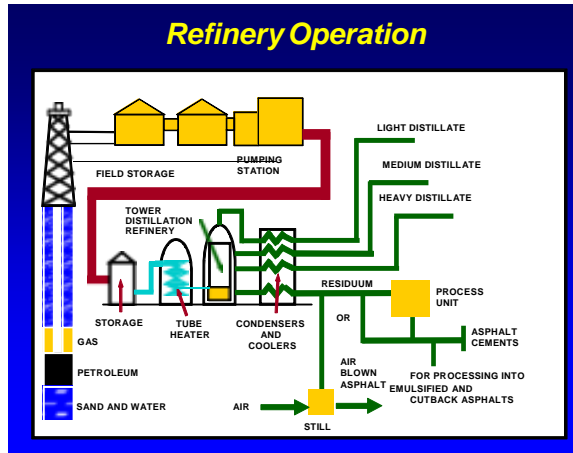 Refinery Operation
LIGHT DISTILLATE
PUMPING
STATION
MEDIUM DISTILLATE
FIELD STORAGE
HEAVY DISTILLATE
TOWER
DISTILLATION
REFINERY
RESIDUUM
PROCESS
UNIT
OR
STORAGE
TUBE
HEATER
CONDENSERS
AND
COOLERS
ASPHALT
CEMENTS
GAS
AIR
BLOWN
ASPHALT
FOR PROCESSING INTO
EMULSIFIED AND
CUTBACK ASPHALTS
PETROLEUM
SAND AND WATER
AIR
STILL